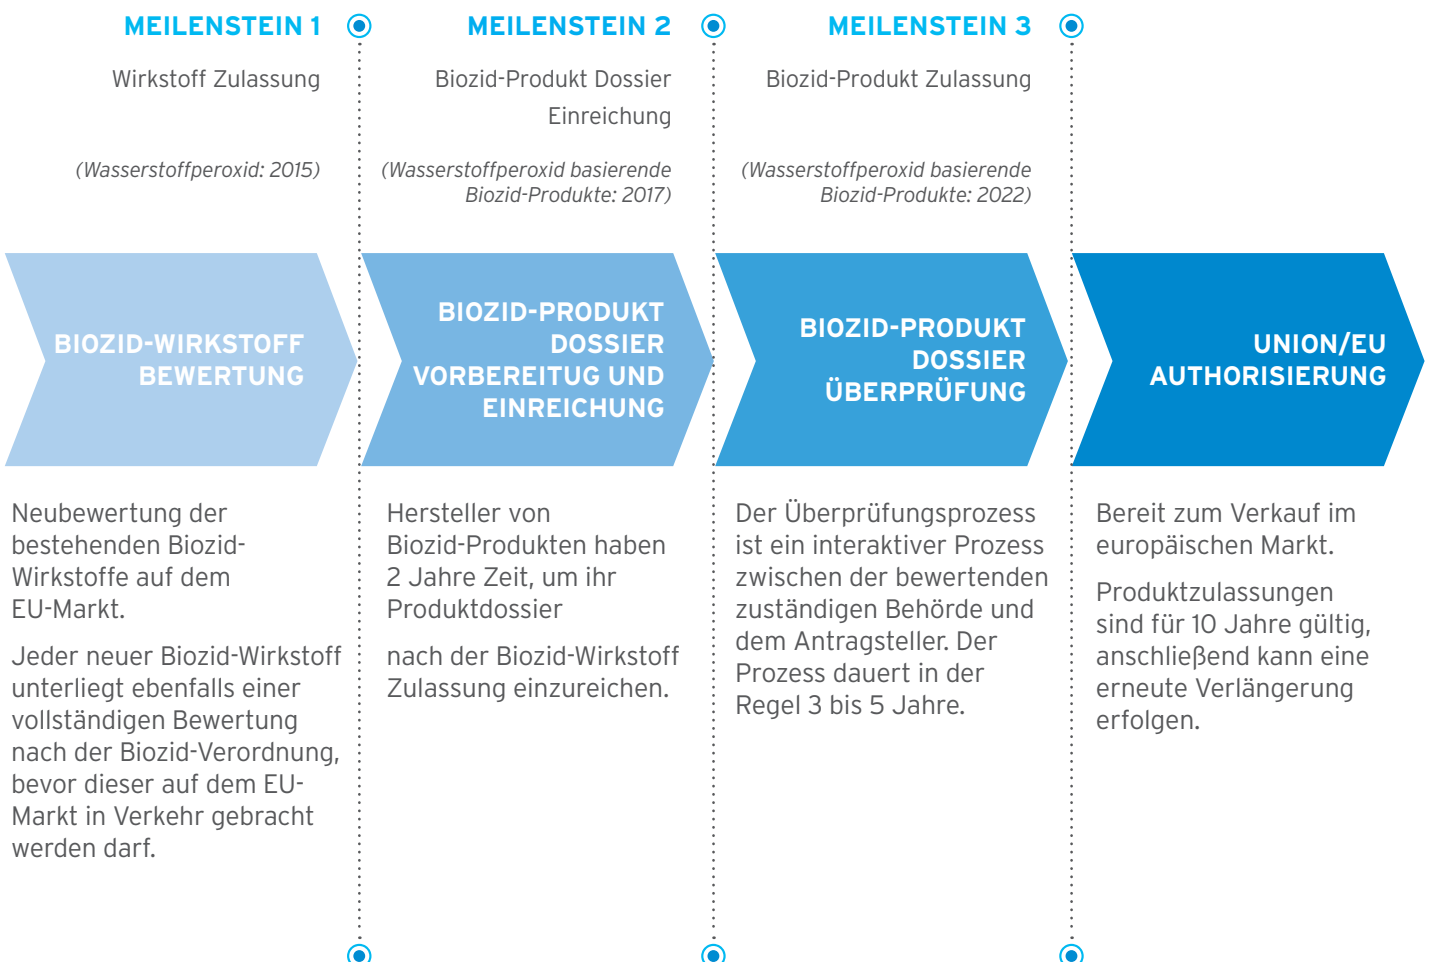 MEILENSTEIN 1
Wirkstoff Zulassung
(Wasserstoffperoxid: 2015)
MEILENSTEIN 2
Biozid-Produkt Dossier
Einreichung
(Wasserstoffperoxid basierende
Biozid-Produkte: 2017)
MEILENSTEIN 3
Biozid-Produkt Zulassung
(Wasserstoffperoxid basierende
Biozid-Produkte: 2022)
BIOZID-WIRKSTOFF
BEWERTUNG
BIOZID-PRODUKT
DOSSIER
VORBEREITUG UND
EINREICHUNG
BIOZID-PRODUKT
DOSSIER
ÜBERPRÜFUNG
UNION/EU
AUTHORISIERUNG
Neubewertung der
bestehenden Biozid-
Wirkstoffe auf dem
EU-Markt.
Jeder neuer Biozid-Wirkstoff
unterliegt ebenfalls einer
vollständigen Bewertung
nach der Biozid-Verordnung,
bevor dieser auf dem EU-
Markt in Verkehr gebracht
werden darf.
Hersteller von
Biozid-Produkten haben
2 Jahre Zeit, um ihr
Produktdossier
nach der Biozid-Wirkstoff
Zulassung einzureichen.
Der Überprüfungsprozess
ist ein interaktiver Prozess
zwischen der bewertenden
zuständigen Behörde und
dem Antragsteller. Der
Prozess dauert in der
Regel 3 bis 5 Jahre.
Bereit zum Verkauf im
europäischen Markt.
Produktzulassungen
sind für 10 Jahre gültig,
anschließend kann eine
erneute Verlängerung
erfolgen.